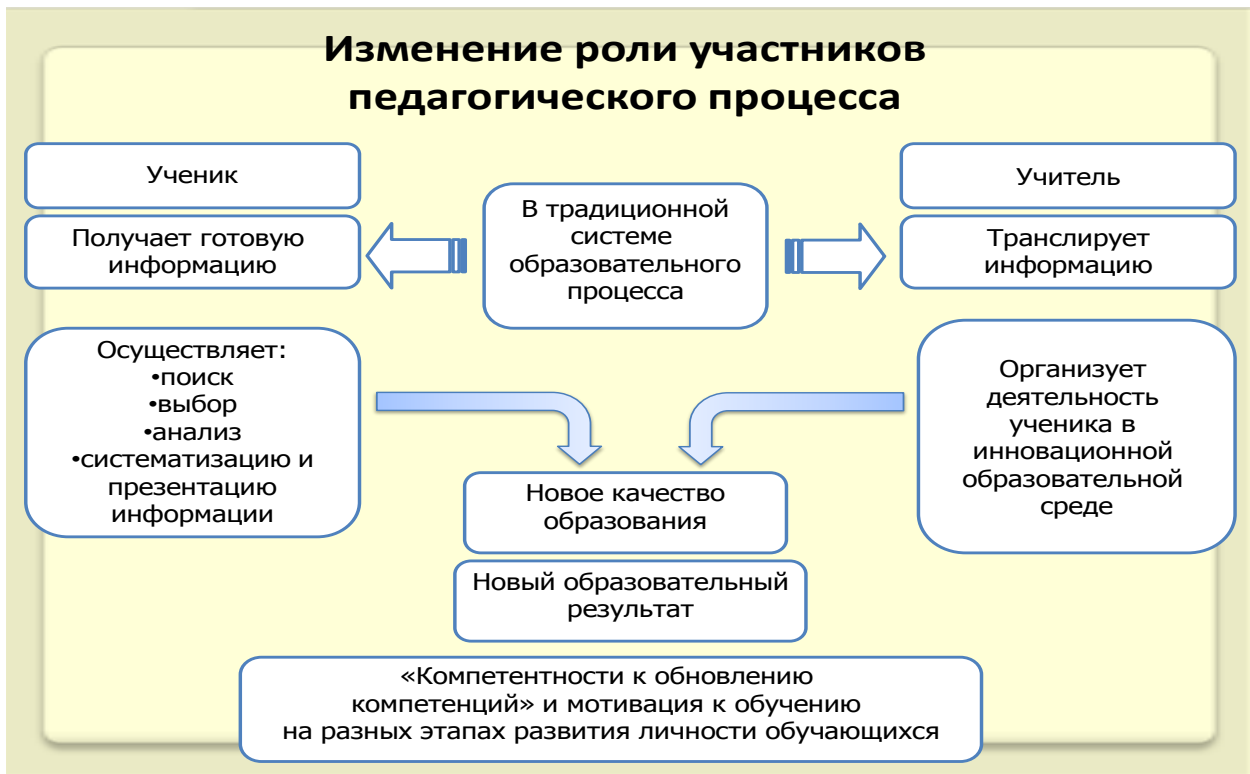 Изменение роли участников
педагогического процесса
Ученик
Получает готовую
информацию
В традиционной
системе
образовательного
процесса
Учитель
Транслирует
информацию
Осуществляет:
•поиск
•выбор
•анализ
•систематизацию и
презентацию
информации
Организует
деятельность
ученика в
инновационной
образовательной
среде
Новое качество
образования
Новый образовательный
результат
«Компетентности к обновлению
компетенций» и мотивация к обучению
на разных этапах развития личности обучающихся